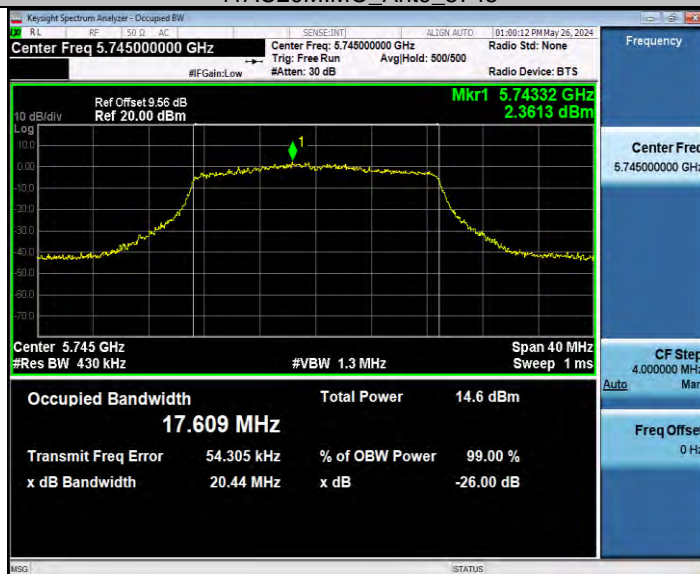 Keysight Spectrum Analyzer - Occupied BW
RL RF 50 Ω AC SENSE:INT ALIGN AUTO 01:00:12 PM May 26, 2024
Center Freq 5.745000000 GHz
Center Freq: 5.745000000 GHz
Radio Std: None
Trig: Free Run Avg|Hold: 500/500
#IFGain:Low #Atten: 30 dB Radio Device: BTS
Frequency
Mkr1 5.74332 GHz
2.3613 dBm
Ref Offset 9.56 dB
10 dB/div Ref 20.00 dBm
Log
10.0
0.00
-10.0
-20.0
-30.0
-40.0
-50.0
-60.0
-70.0
1
Center 5.745 GHz Span 40 MHz
#Res BW 430 kHz #VBW 1.3 MHz Sweep 1 ms
Center Freq
5.745000000 GHz
CF Step
4.000000 MHz
Auto Man
Freq Offset
0 Hz
Occupied Bandwidth Total Power 14.6 dBm
17.609 MHz
Transmit Freq Error 54.305 kHz % of OBW Power 99.00 %
x dB Bandwidth 20.44 MHz x dB -26.00 dB
MSG STATUS